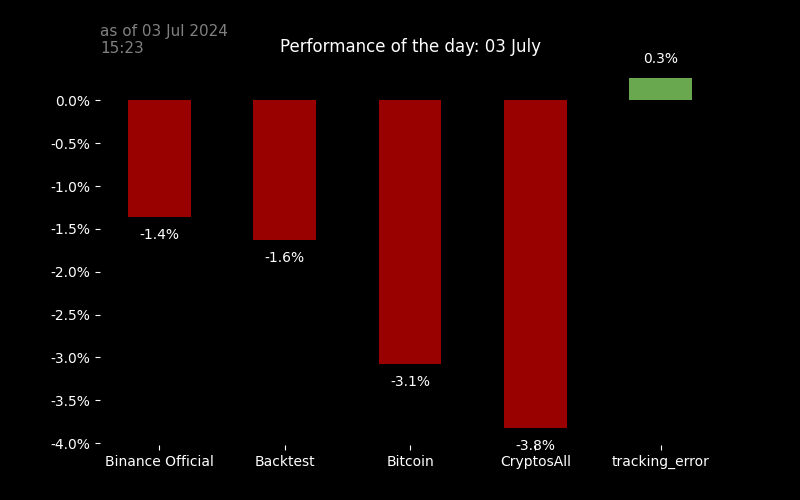 as of 03 Jul 2024
15:23
Performance of the day: 03 July
0.3%
0.0%
-0.5%
-1.0%
-1.5%
-2.0%
-2.5%
-3.0%
-3.5%
-4.0%
-1.4%
-1.6%
-3.1%
-3.8%
Binance Official
Backtest
Bitcoin
CryptosAll
tracking_error